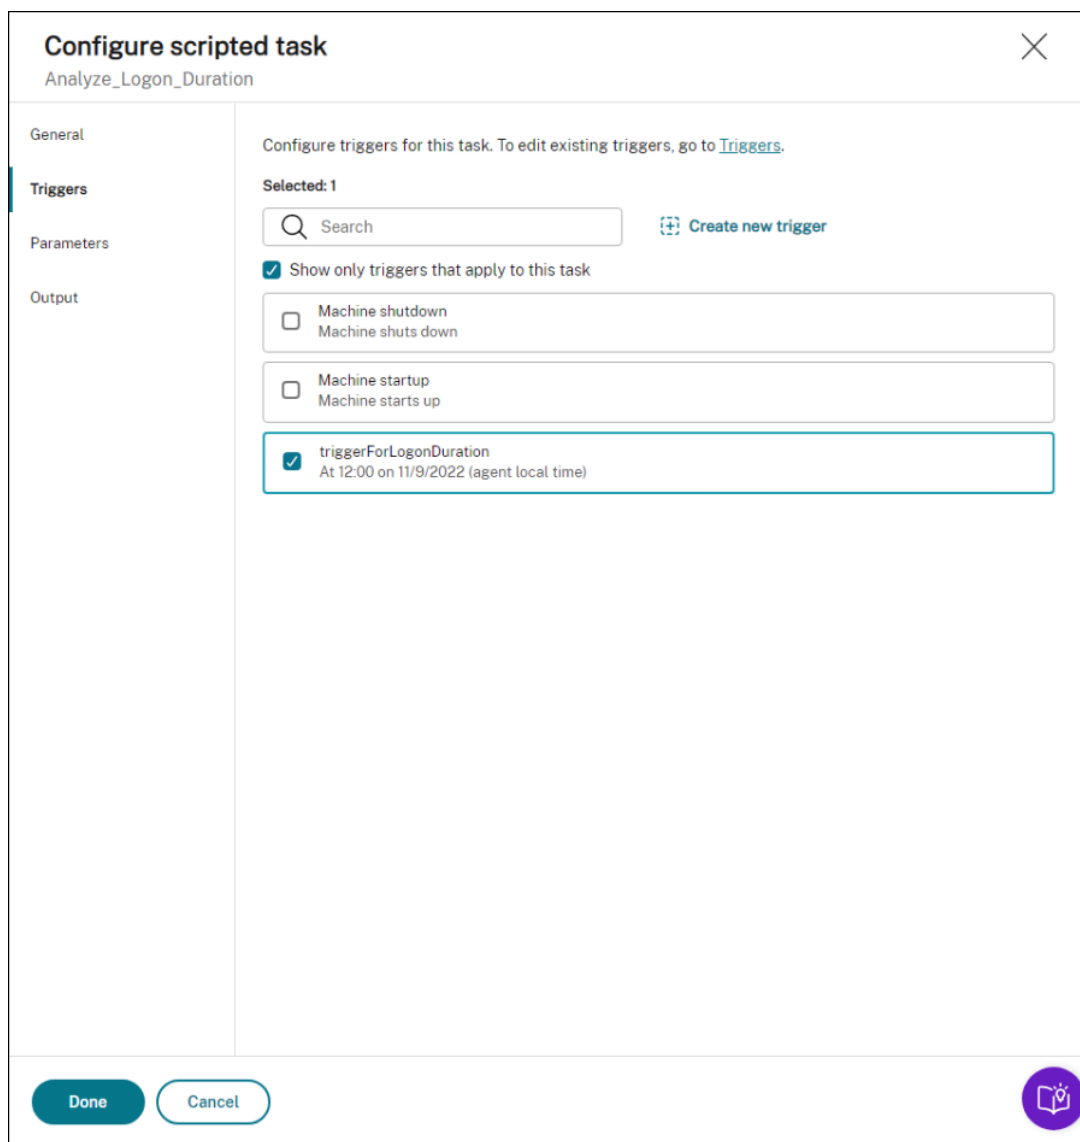 Configure scripted task
Analyze_Logon_Duration
General
Triggers
Parameters
Output
Configure triggers for this task. To edit existing triggers, go to Triggers.
Selected: 1
Search
Create new trigger
Show only triggers that apply to this task
Machine shutdown
Machine shuts down
Machine startup
Machine starts up
triggerForLogonDuration
At 12:00 on 11/9/2022 (agent local time)
Done
Cancel